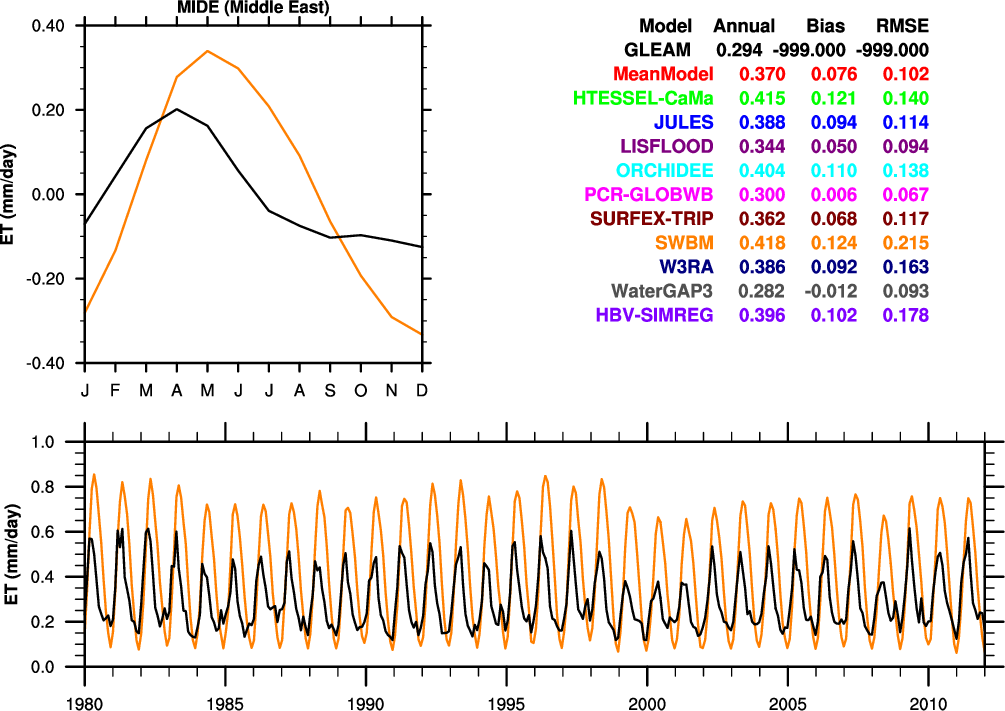 MIDE (Middle East)
0.40
0.20
0.00
-0.20
-0.40
ET (mm/day)
J F M A M J J A S O N D
Model Annual Bias RMSE
GLEAM 0.294 -999.000 -999.000
MeanModel 0.370 0.076 0.102
HTESSEL-CaMa 0.415 0.121 0.140
JULES 0.388 0.094 0.114
LISFLOOD 0.344 0.050 0.094
ORCHIDEE 0.404 0.110 0.138
PCR-GLOBWB 0.300 0.006 0.067
SURFEX-TRIP 0.362 0.068 0.117
SWBM 0.418 0.124 0.215
W3RA 0.386 0.092 0.163
WaterGAP3 0.282 -0.012 0.093
HBV-SIMREG 0.396 0.102 0.178
1.0
0.8
0.6
0.4
0.2
0.0
ET (mm/day)
1980 1985 1990 1995 2000 2005 2010